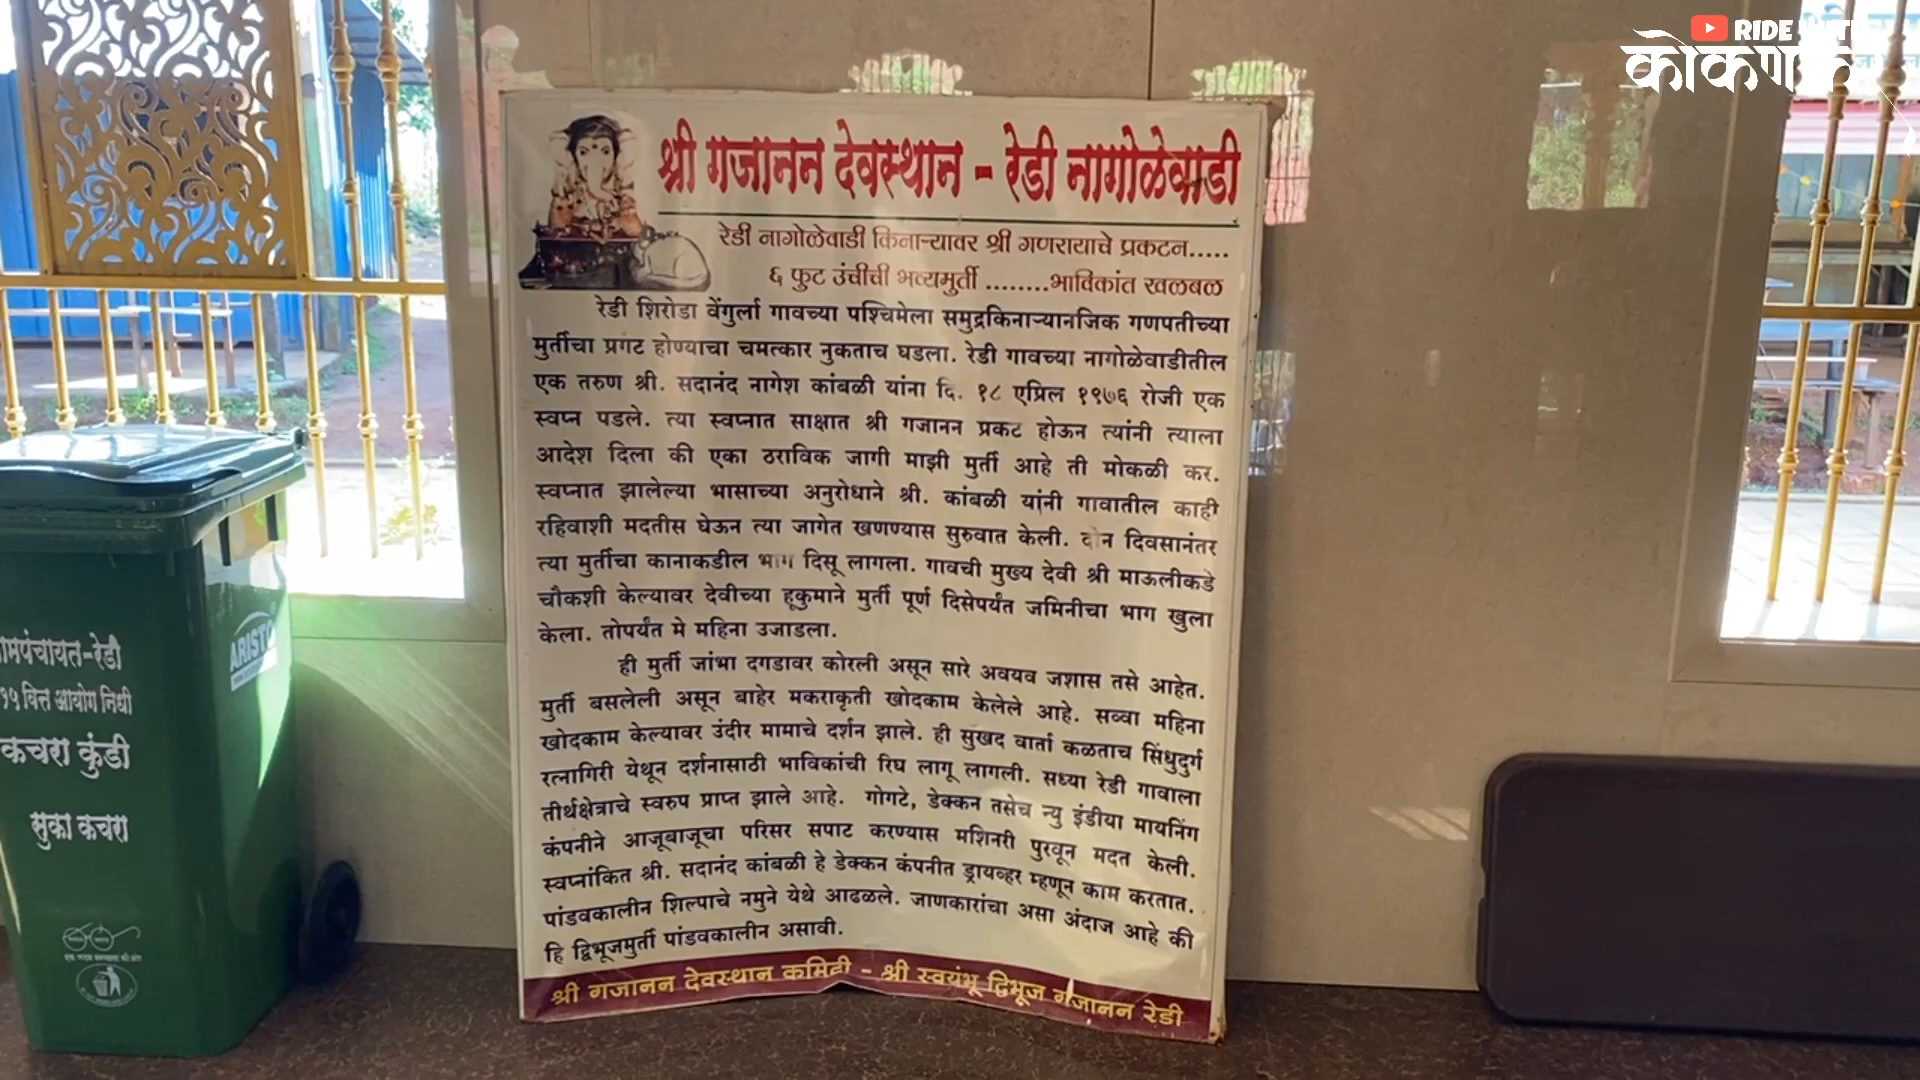 RIDE WITH
कोकणकर
श्री गजानन देवस्थान - रेडी नागोळेवाडी
रेडी नागोळेवाडी किनाऱ्यावर श्री गणरायाचे प्रकटन.....
६ फुट उंचीची भव्यमुर्ती ........भाविकांत खळबळ
रेडी शिरोडा वेंगुर्ला गावच्या पश्चिमेला समुद्रकिनाऱ्यानजिक गणपतीच्या
मुर्तीचा प्रगट होण्याचा चमत्कार नुकताच घडला. रेडी गावच्या नागोळेवाडीतील
एक तरुण श्री. सदानंद नागेश कांबळी यांना दि. १८ एप्रिल १९७६ रोजी एक
स्वप्न पडले. त्या स्वप्नात साक्षात श्री गजानन प्रकट होऊन त्यांनी त्याला
आदेश दिला की एका ठराविक जागी माझी मुर्ती आहे ती मोकळी कर.
स्वप्नात झालेल्या भासाच्या अनुरोधाने श्री. कांबळी यांनी गावातील काही
रहिवाशी मदतीस घेऊन त्या जागेत खणण्यास सुरुवात केली. दोन दिवसानंतर
त्या मुर्तीचा कानाकडील भाग दिसू लागला. गावची मुख्य देवी श्री माऊलीकडे
चौकशी केल्यावर देवीच्या हूकुमाने मुर्ती पूर्ण दिसेपर्यंत जमिनीचा भाग खुला
केला. तोपर्यंत मे महिना उजाडला.
ही मुर्ती जांभा दगडावर कोरली असून सारे अवयव जशास तसे आहेत.
मुर्ती बसलेली असून बाहेर मकराकृती खोदकाम केलेले आहे. सव्वा महिना
खोदकाम केल्यावर उंदीर मामाचे दर्शन झाले. ही सुखद वार्ता कळताच सिंधुदुर्ग
रत्नागिरी येथून दर्शनासाठी भाविकांची रिघ लागू लागली. सध्या रेडी गावाला
तीर्थक्षेत्राचे स्वरुप प्राप्त झाले आहे. गोगटे, डेक्कन तसेच न्यु इंडीया मायनिंग
कंपनीने आजूबाजूचा परिसर सपाट करण्यास मशिनरी पुरवून मदत केली.
स्वप्नांकित श्री. सदानंद कांबळी हे डेक्कन कंपनीत ड्रायव्हर म्हणून काम करतात.
पांडवकालीन शिल्पाचे नमुने येथे आढळले. जाणकारांचा असा अंदाज आहे की
हि द्विभूजमुर्ती पांडवकालीन असावी.
श्री गजानन देवस्थान कमिटी - श्री स्वयंभू द्विभूज गजानन रेडी
ARISTO
ामपंचायत-रेडी
१५ वित्त आयोग निधी
कचरा कुंडी
सुका कचरा